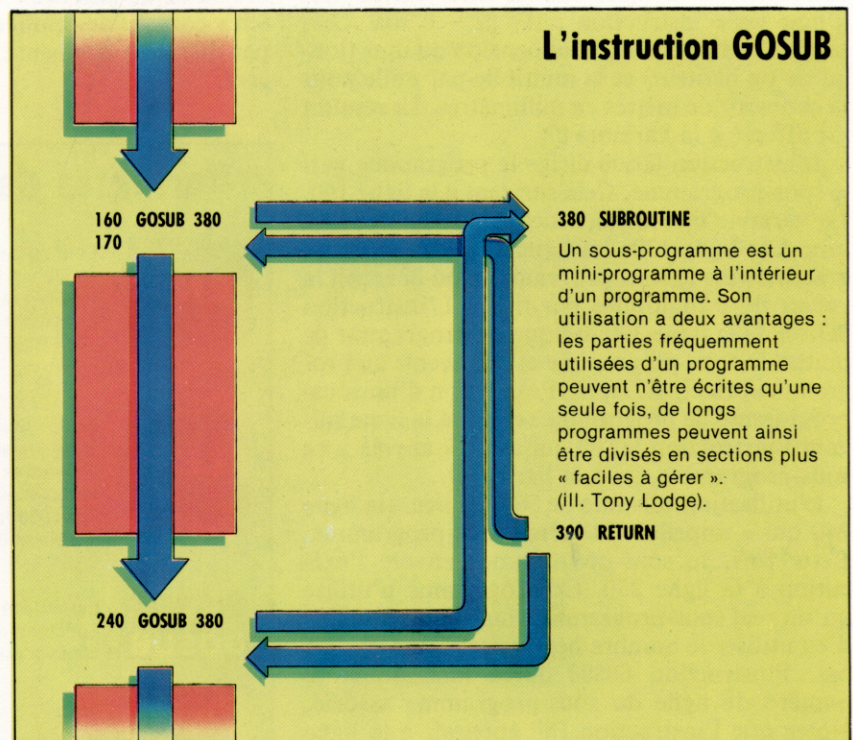 L'instruction GOSUB
160 GOSUB 380
170
380 SUBROUTINE
Un sous-programme est un
mini-programme à l'intérieur
d'un programme. Son
utilisation a deux avantages :
les parties fréquemment
utilisées d'un programme
peuvent n'être écrites qu'une
seule fois, de longs
programmes peuvent ainsi
être divisés en sections plus
« faciles à gérer ».
(ill. Tony Lodge).
390 RETURN
240 GOSUB 380